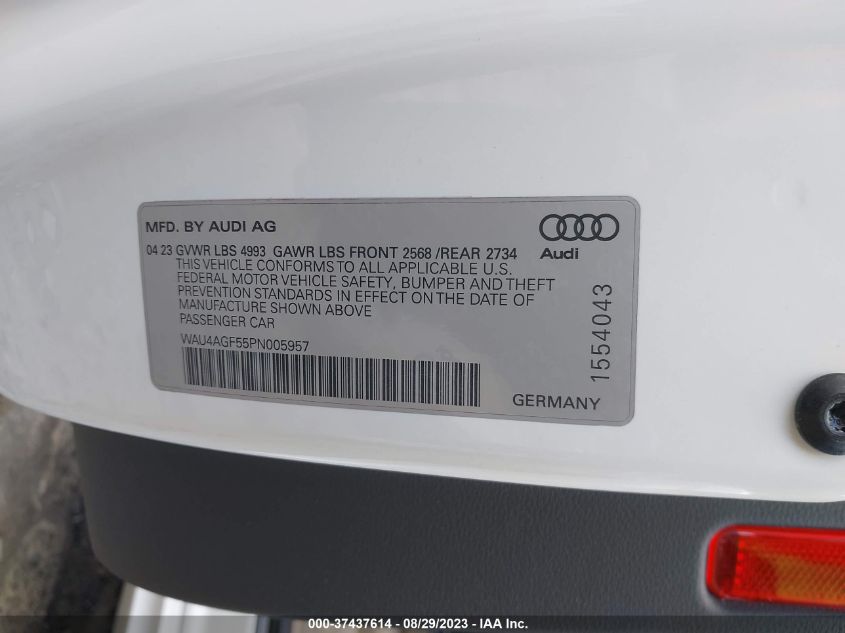 MFD. BY AUDI AG
Audi
04 23 GVWR LBS 4993 GAWR LBS FRONT 2568 /REAR 2734
THIS VEHICLE CONFORMS TO ALL APPLICABLE U.S.
FEDERAL MOTOR VEHICLE SAFETY, BUMPER AND THEFT
PREVENTION STANDARDS IN EFFECT ON THE DATE OF
MANUFACTURE SHOWN ABOVE
PASSENGER CAR
WAU4AGF55PN005957
1554043
GERMANY
000-37437614 - 08/29/2023 - IAA Inc.